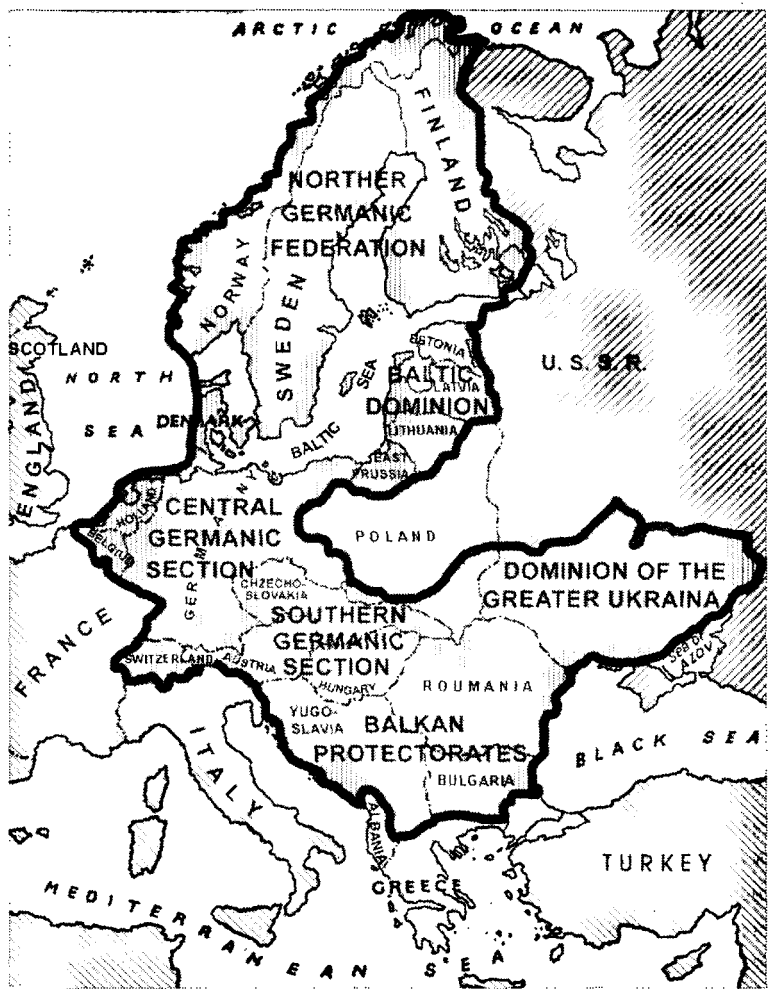 ARCTIC OCEAN
FINLAND
NORTHER
GERMANIC
FEDERATION
NORWAY
SWEDEN
SCOTLAND
NORTH
SEA
ENGLAND
DENMARK
BALTIC
SEA
ESTONIA
BALTIC
LATVIA
DOMINION
LITHUANIA
EAST
PRUSSIA
U. S. S. R.
HOLLAND
BELGIUM
CENTRAL
GERMANIC
SECTION
GERMANY
POLAND
DOMINION OF THE
GREATER UKRAINA
CHZECHO-
SLOVAKIA
SOUTHERN
GERMANIC
SECTION
FRANCE
SWITZERLAND
AUSTRIA
HUNGARY
ROUMANIA
SEA OF
AZOV
YUGO-
SLAVIA
BALKAN
PROTECTORATES
BULGARIA
BLACK SEA
ITALY
ALBANIA
GREECE
TURKEY
MEDITERRANEAN SEA